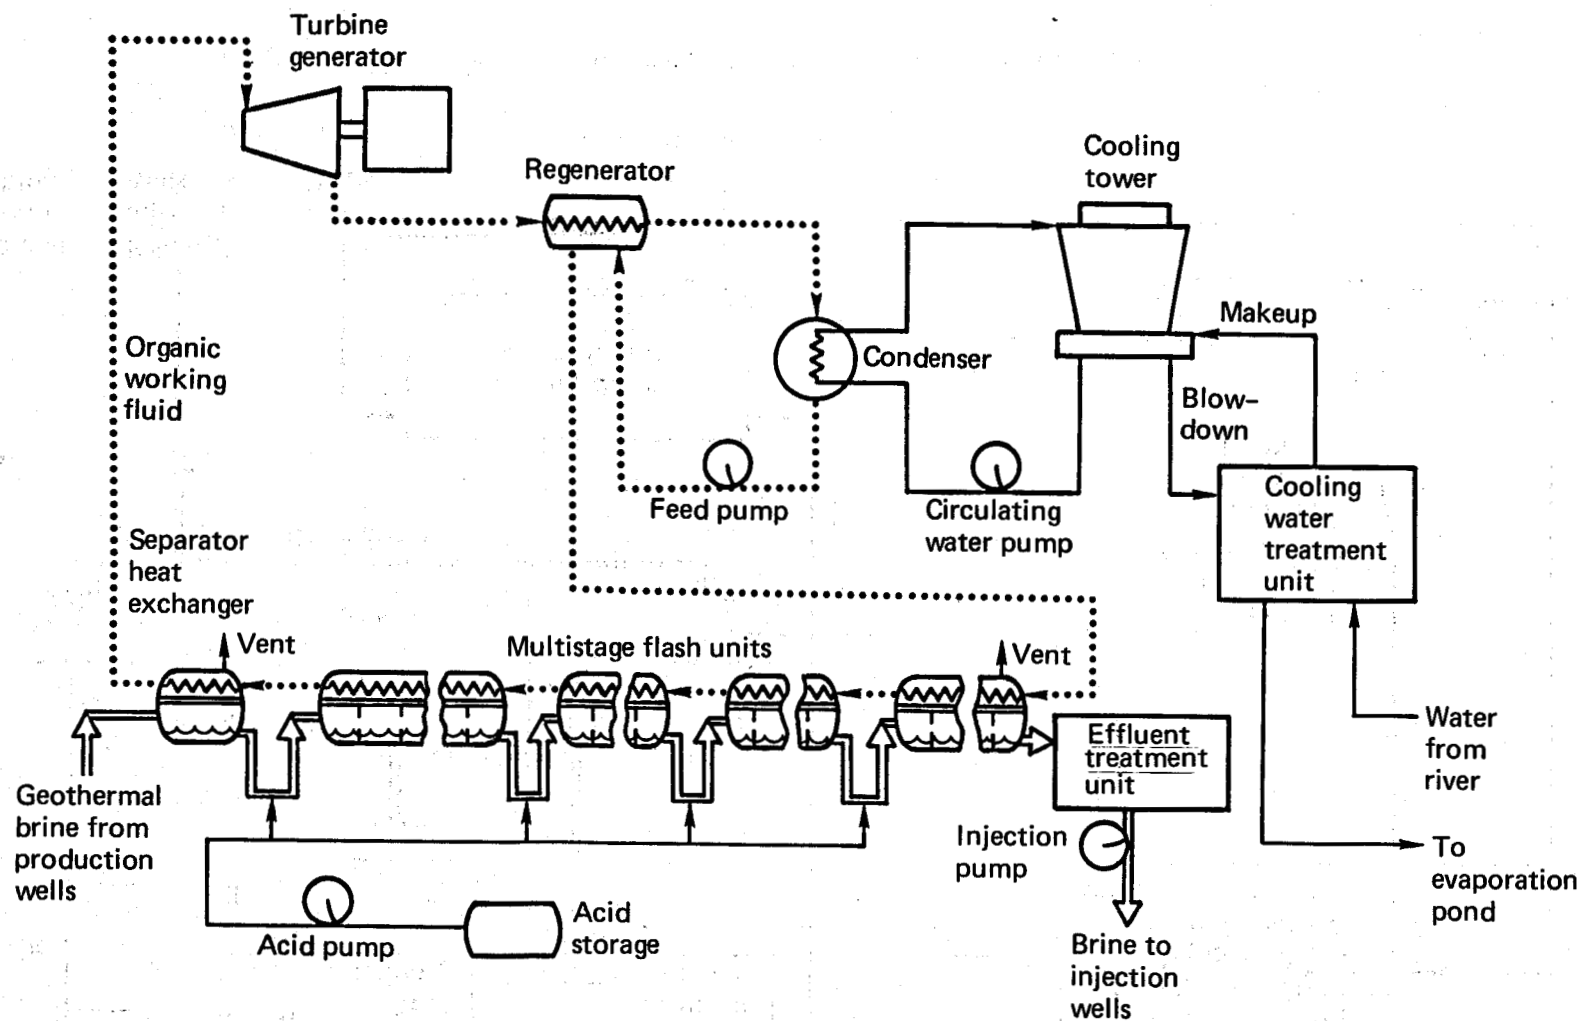 Turbine
generator
Regenerator
Cooling
tower
Makeup
Organic
working
fluid
Condenser
Blow–
down
Feed pump
Circulating
water pump
Cooling
water
treatment
unit
Separator
heat
exchanger
Vent
Multistage flash units
Vent
Effluent
treatment
unit
Water
from
river
Geothermal
brine from
production
wells
Injection
pump
To
evaporation
pond
Acid pump
Acid
storage
Brine to
injection
wells